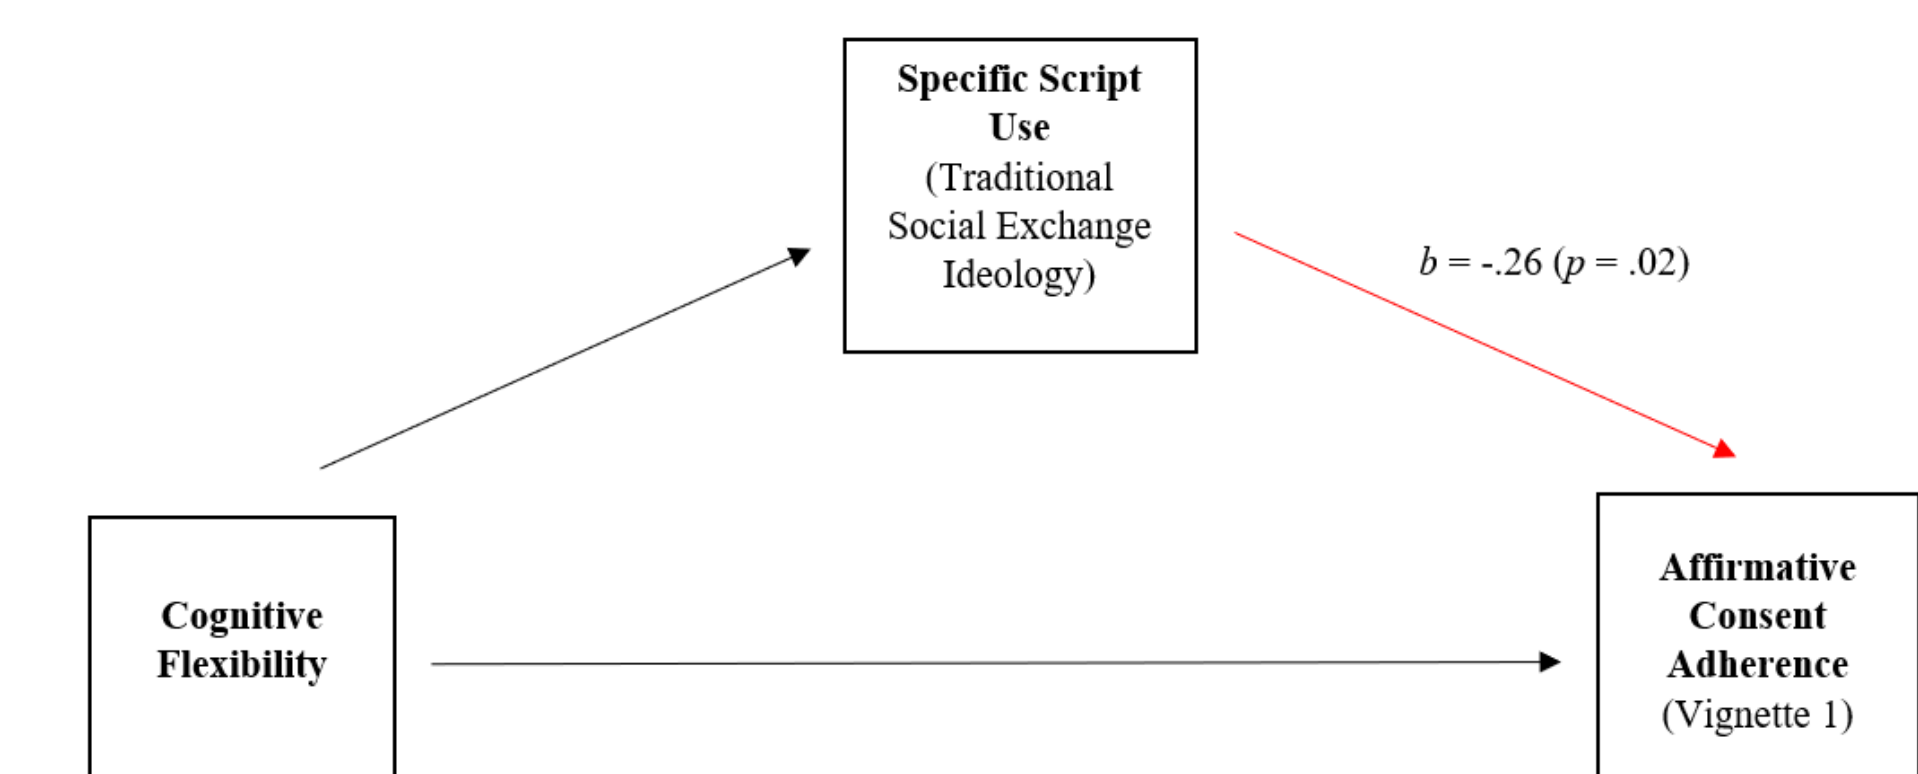 Specific Script
Use
(Traditional
Social Exchange
Ideology)
b = -.26 (p = .02)
Cognitive
Flexibility
Affirmative
Consent
Adherence
(Vignette 1)